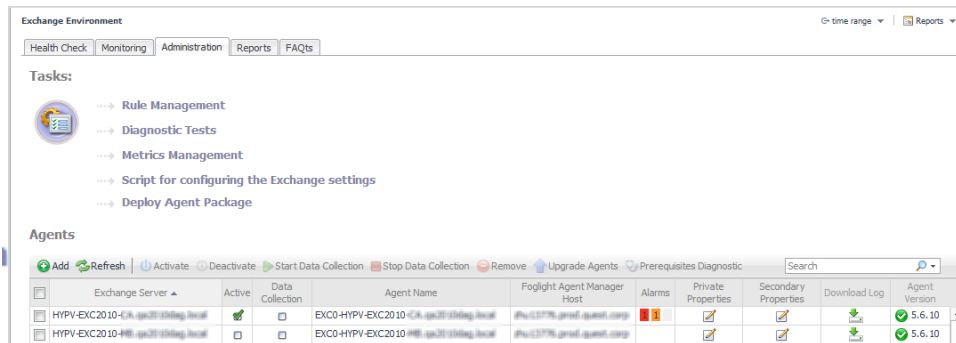 Exchange Environment
time range
Reports
Health Check
Monitoring
Administration
Reports
FAQts
Tasks:
Rule Management
Diagnostic Tests
Metrics Management
Script for configuring the Exchange settings
Deploy Agent Package
Agents
Add Refresh Activate Deactivate Start Data Collection Stop Data Collection Remove Upgrade Agents Prerequisites Diagnostic Search
Exchange Server Active Data Collection Agent Name Foglight Agent Manager Host Alarms Private Properties Secondary Properties Download Log Agent Version
HYPV-EXC2010- EXC0-HYPV-EXC2010- 1 1 5.6.10
HYPV-EXC2010- EXC0-HYPV-EXC2010 5.6.10